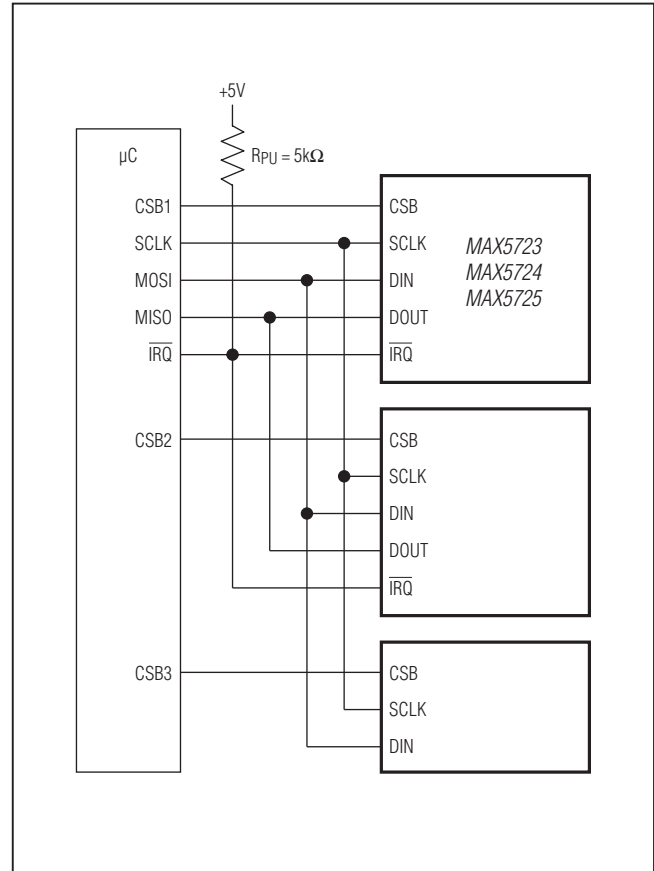 +5V
µC
RPU = 5kΩ
CSB1
SCLK
MOSI
MISO
IRQ
CSB2
CSB3
CSB
SCLK
DIN
DOUT
IRQ
MAX5723
MAX5724
MAX5725
CSB
SCLK
DIN
DOUT
IRQ
CSB
SCLK
DIN